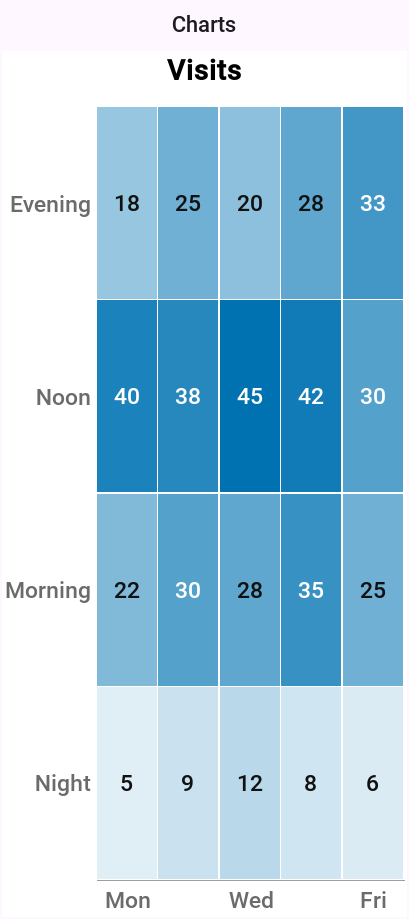 Charts
Visits
Evening 18 25 20 28 33
Noon 40 38 45 42 30
Morning 22 30 28 35 25
Night 5 9 12 8 6
Mon Wed Fri